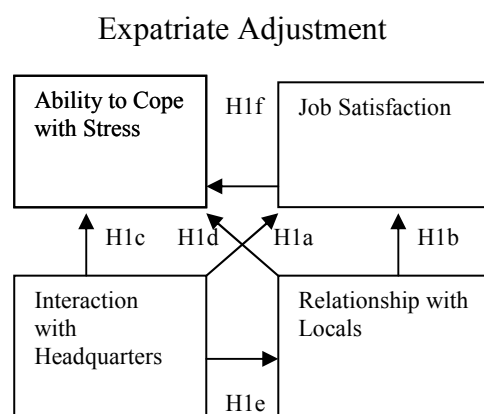 Expatriate Adjustment
Ability to Cope
with Stress
H1f
Job Satisfaction
H1c
H1d
H1a
H1b
Interaction
with
Headquarters
Relationship with
Locals
H1e